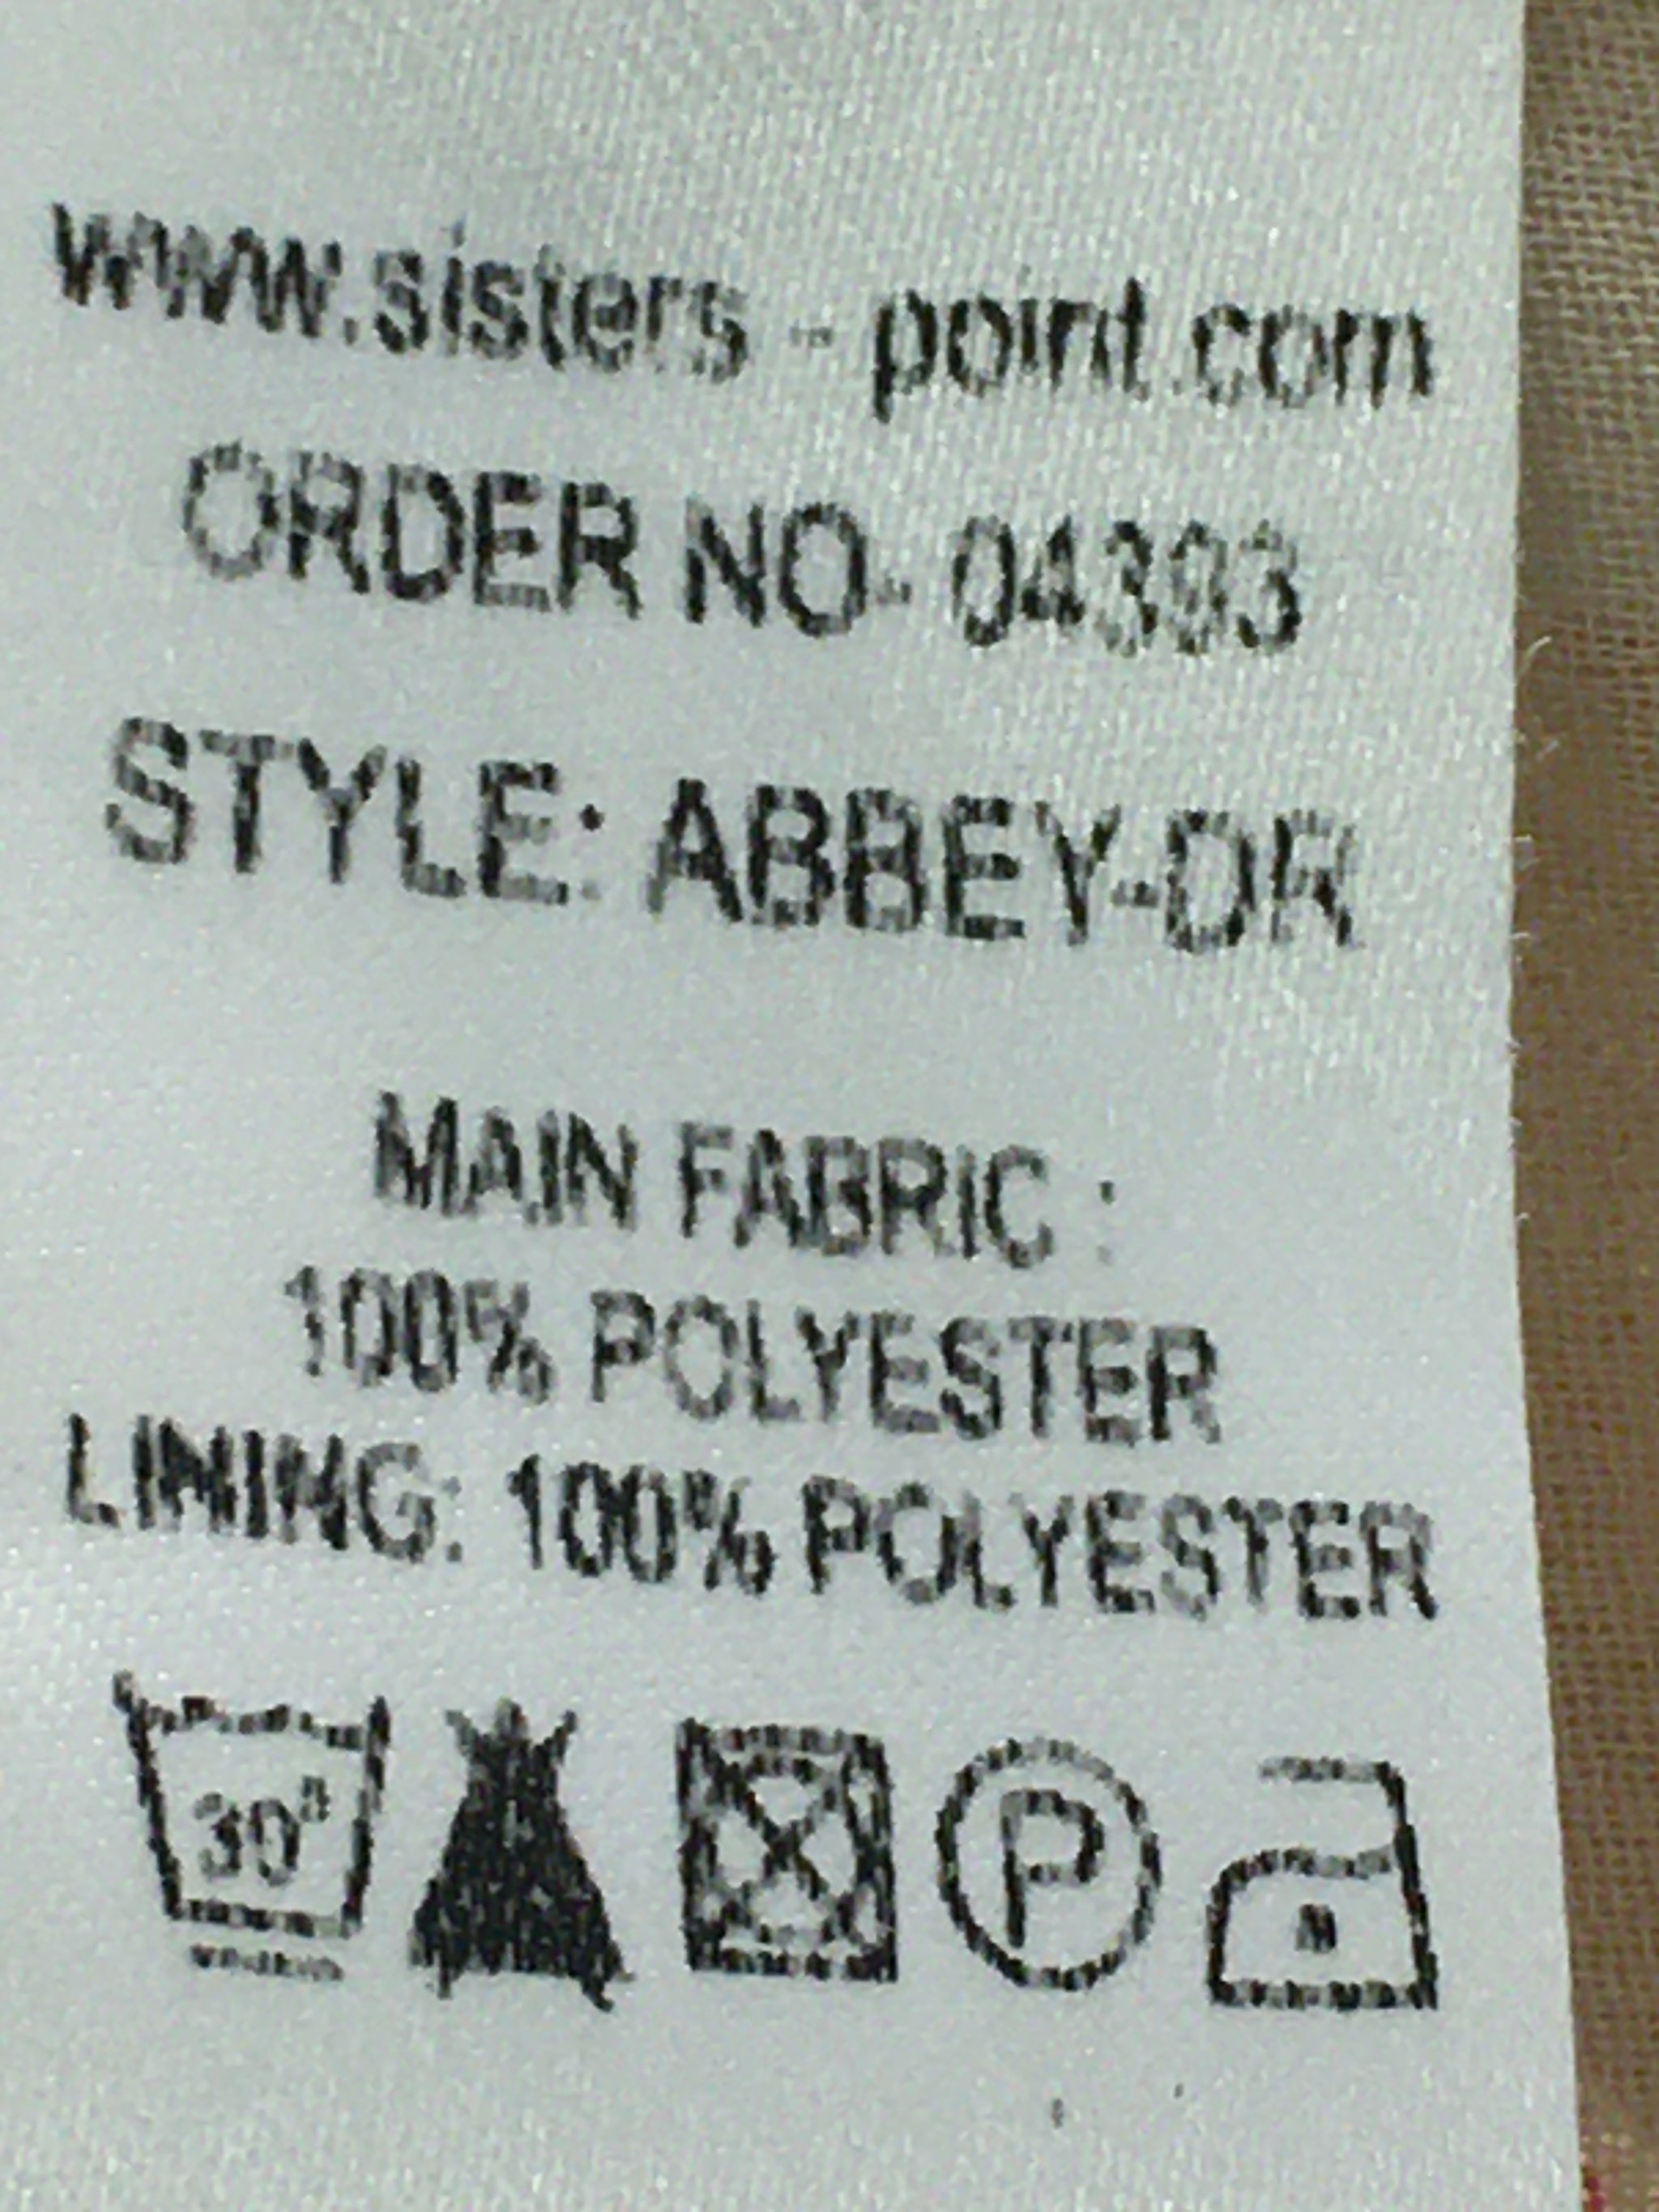 www.sisters - point.com
ORDER NO- 04393
STYLE: ABBEY-DR
MAIN FABRIC :
100% POLYESTER
LINING: 100% POLYESTER
30° P